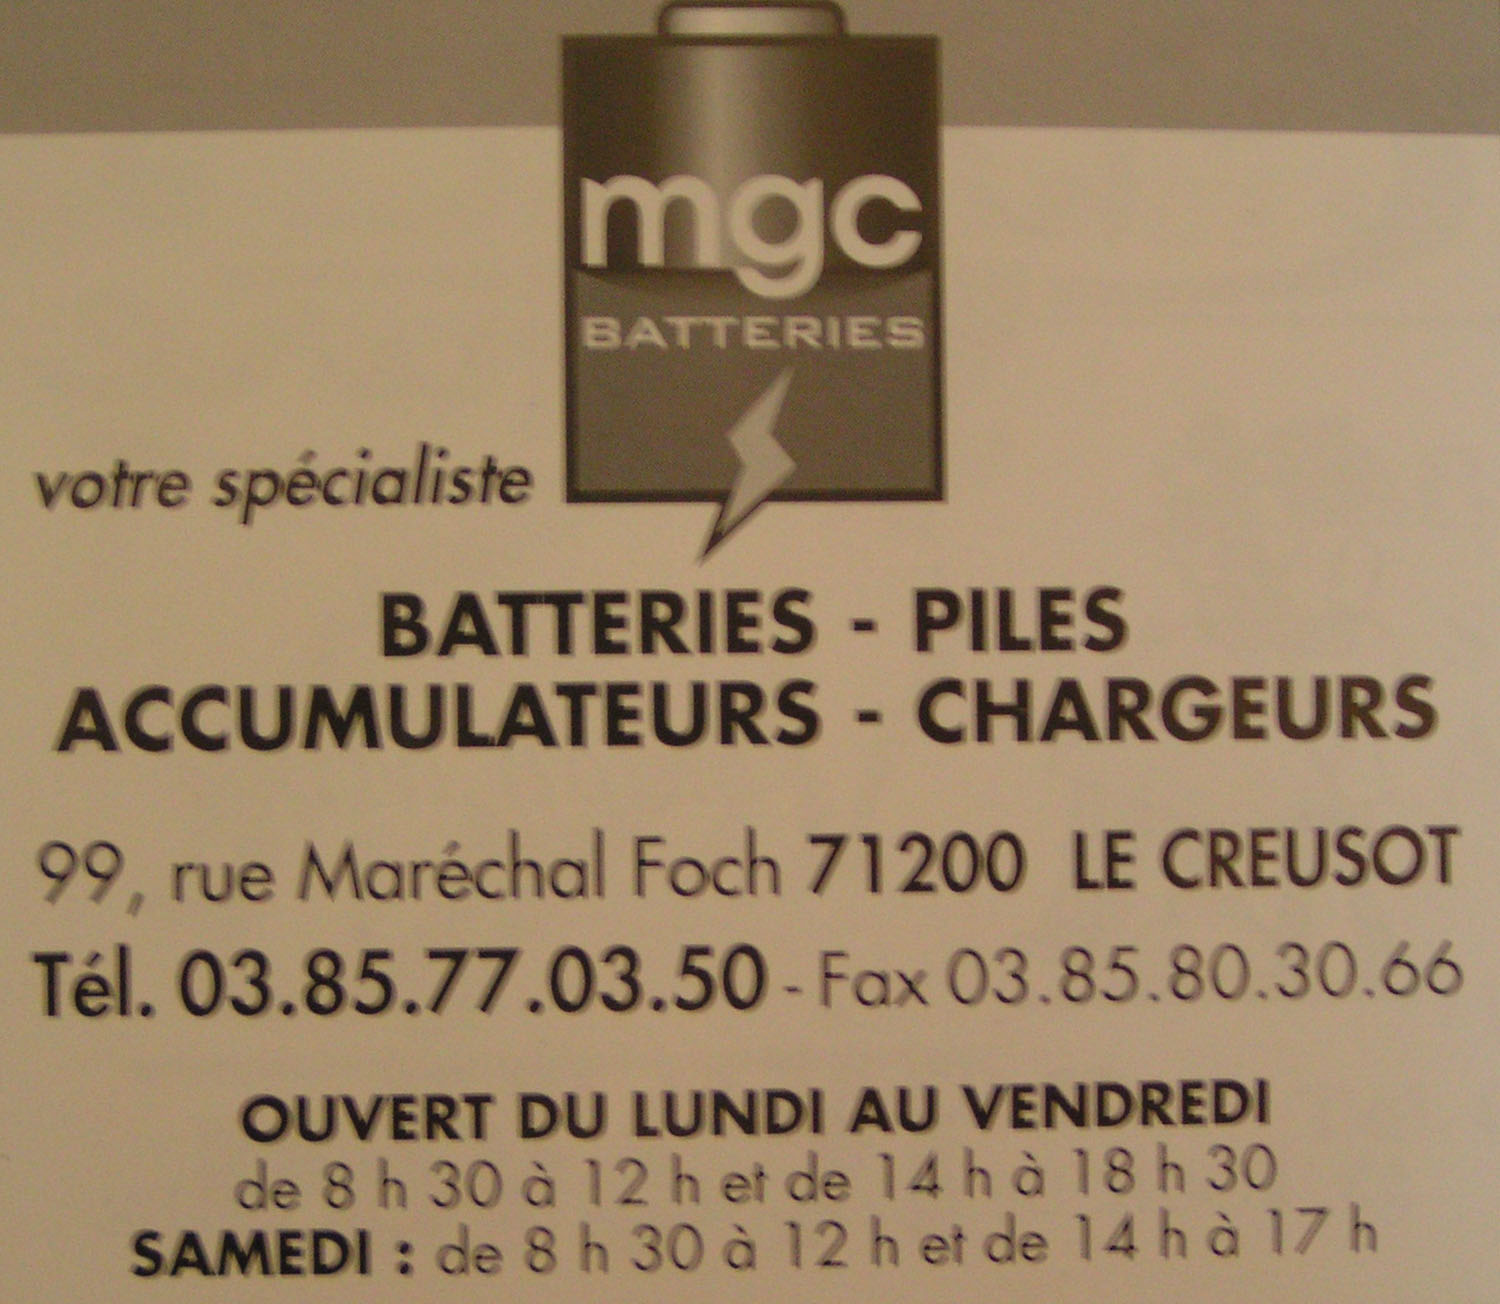 mgc
BATTERIES
votre spécialiste
BATTERIES - PILES
ACCUMULATEURS - CHARGEURS
99, rue Maréchal Foch 71200 LE CREUSOT
Tél. 03.85.77.03.50 - Fax 03.85.80.30.66
OUVERT DU LUNDI AU VENDREDI
de 8 h 30 à 12 h et de 14 h à 18 h 30
SAMEDI : de 8 h 30 à 12 h et de 14 h à 17 h